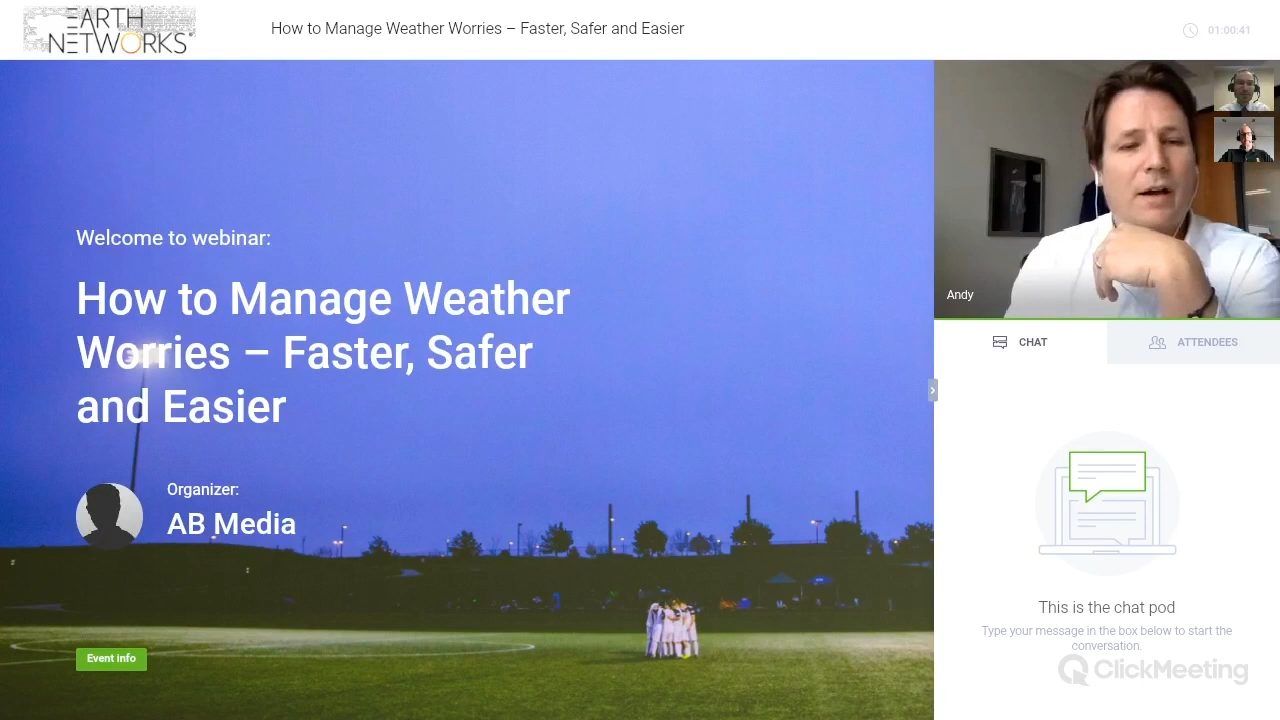 EARTH
NETWORKS
How to Manage Weather Worries – Faster, Safer and Easier
01:00:41
Welcome to webinar:
How to Manage Weather
Worries – Faster, Safer
and Easier
Organizer:
AB Media
Event info
Andy
CHAT
ATTENDEES
This is the chat pod
Type your message in the box below to start the
conversation.
ClickMeeting